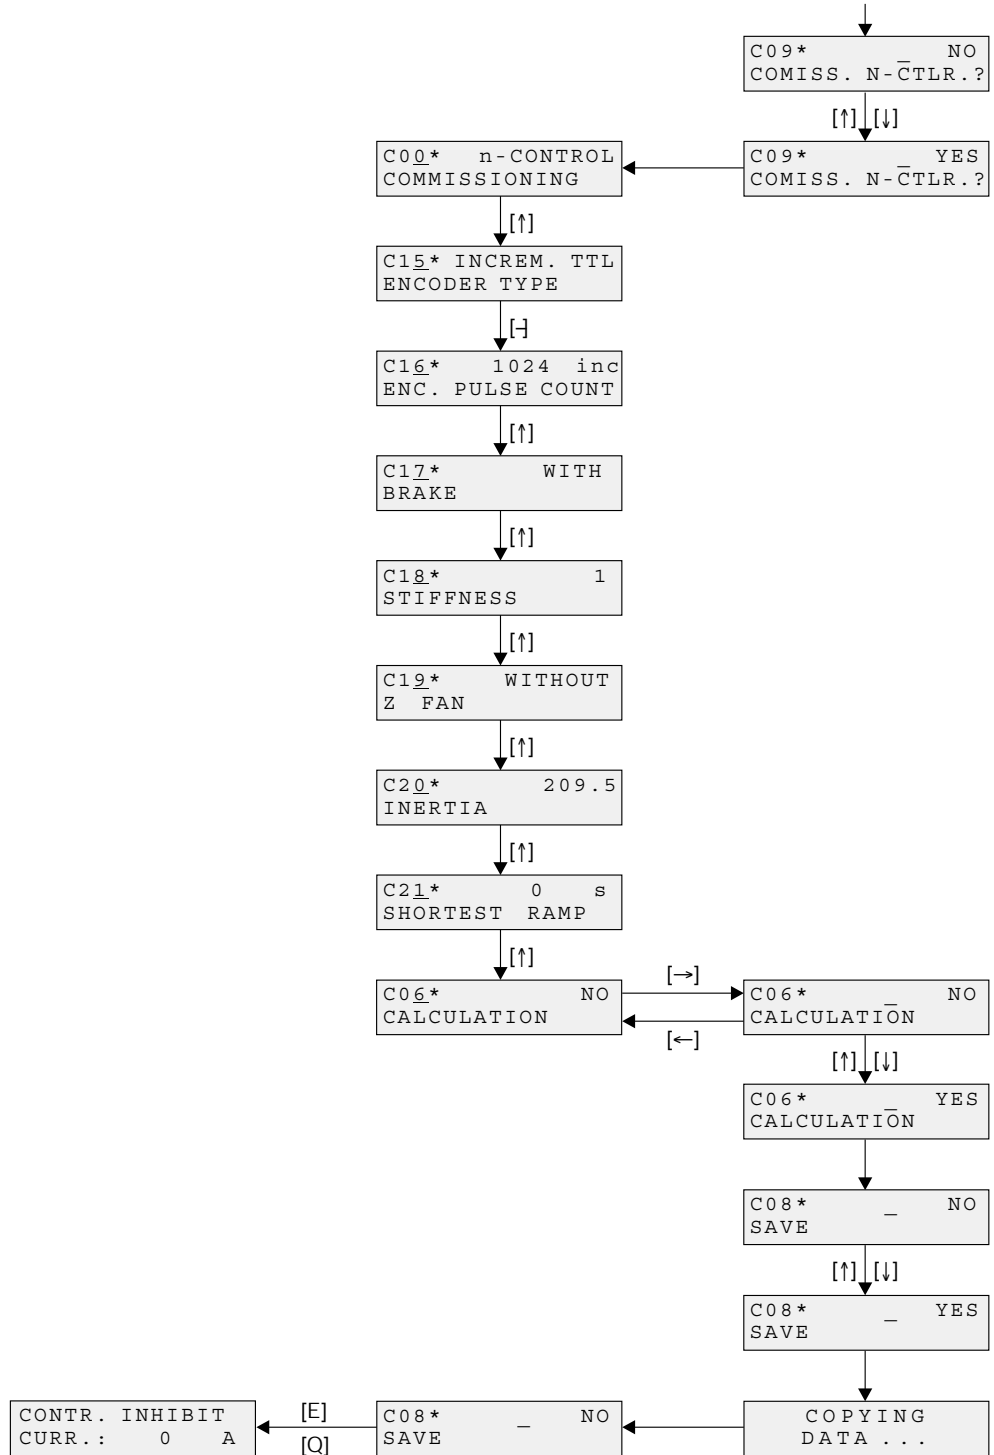 C09* _ NO
COMISS. N-CTLR.?
[↑] [↓]
C09* _ YES
COMISS. N-CTLR.?
C00* n-CONTROL
COMMISSIONING
[↑]
C15* INCREM. TTL
ENCODER TYPE
C16* 1024 inc
ENC. PULSE COUNT
[↑]
C17* WITH
BRAKE
[↑]
C18* 1
STIFFNESS
[↑]
C19* WITHOUT
Z FAN
[↑]
C20* 209.5
INERTIA
[↑]
C21* 0 s
SHORTEST RAMP
[↑]
C06* NO
CALCULATION
[→]
[←]
C06* _ NO
CALCULATION
[↑] [↓]
C06* _ YES
CALCULATION
C08* _ NO
SAVE
[↑] [↓]
C08* _ YES
SAVE
COPYING
DATA ...
C08* _ NO
SAVE
[E]
[Q]
CONTR. INHIBIT
CURR.: 0 A